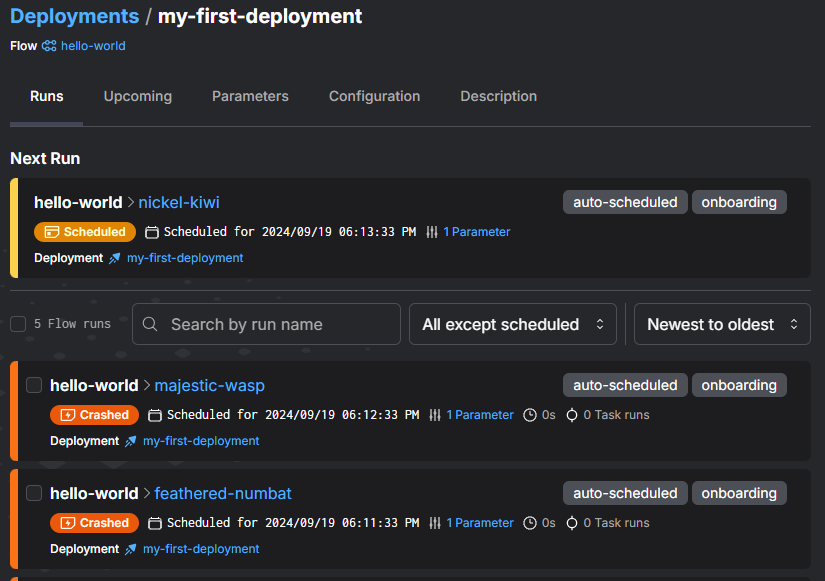 Deployments / my-first-deployment
Flow hello-world
Runs Upcoming Parameters Configuration Description
Next Run
hello-world > nickel-kiwi auto-scheduled onboarding
Scheduled Scheduled for 2024/09/19 06:13:33 PM 1 Parameter
Deployment my-first-deployment
5 Flow runs Search by run name All except scheduled Newest to oldest
hello-world > majestic-wasp auto-scheduled onboarding
Crashed Scheduled for 2024/09/19 06:12:33 PM 1 Parameter 0s 0 Task runs
Deployment my-first-deployment
hello-world > feathered-numbat auto-scheduled onboarding
Crashed Scheduled for 2024/09/19 06:11:33 PM 1 Parameter 0s 0 Task runs
Deployment my-first-deployment